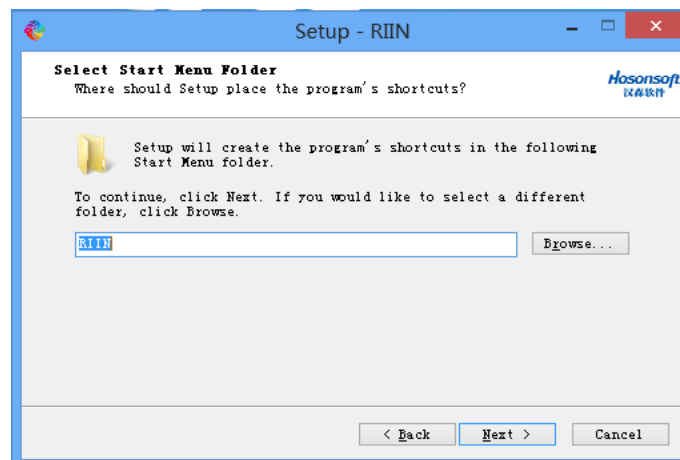 Setup - RIIN
Select Start Menu Folder
Where should Setup place the program's shortcuts?
Hosonsoft
汉森软件
Setup will create the program's shortcuts in the following
Start Menu folder.
To continue, click Next. If you would like to select a different
folder, click Browse.
RIIN
Browse...
< Back
Next >
Cancel